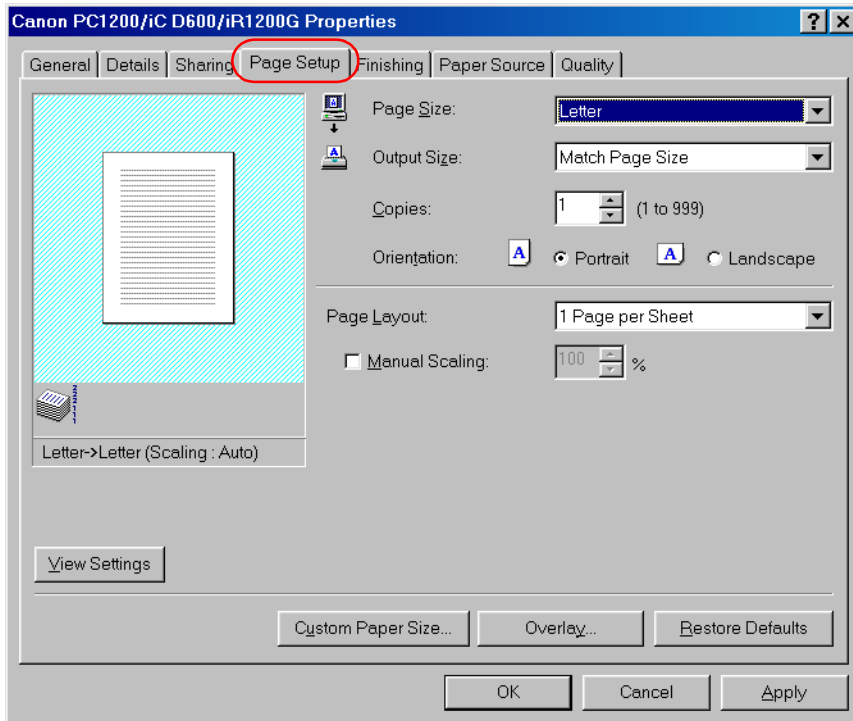 Canon PC1200/iC D600/iR1200G Properties
General Details Sharing Page Setup Finishing Paper Source Quality
Page Size: Letter
Output Size: Match Page Size
Copies: 1 (1 to 999)
Orientation: A Portrait A Landscape
Page Layout: 1 Page per Sheet
Manual Scaling: 100 %
Letter->Letter (Scaling : Auto)
View Settings
Custom Paper Size... Overlay... Restore Defaults
OK Cancel Apply